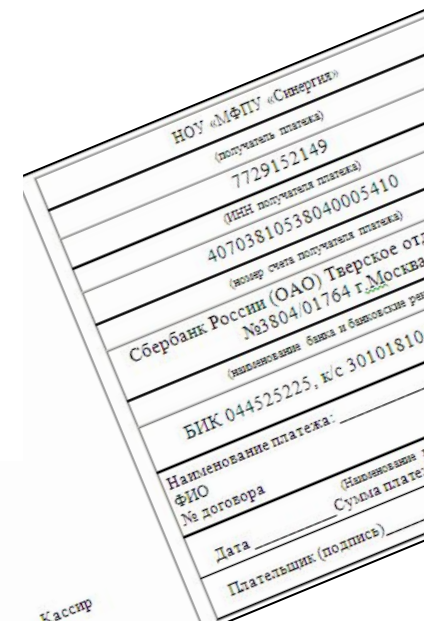 НОУ «МФПУ «Синергия»
(получатель платежа)
7729152149
(ИНН получателя платежа)
40703810538040005410
(номер счета получателя платежа)
Сбербанк России (ОАО) Тверское отд
№3804/01764 г.Москва
(наименование банка и банковские рек
БИК 044525225, к/с 30101810
Наименование платежа:
ФИО
№ договора
(Наименование
Дата Сумма плате
Плательщик (подпись)
Кассир